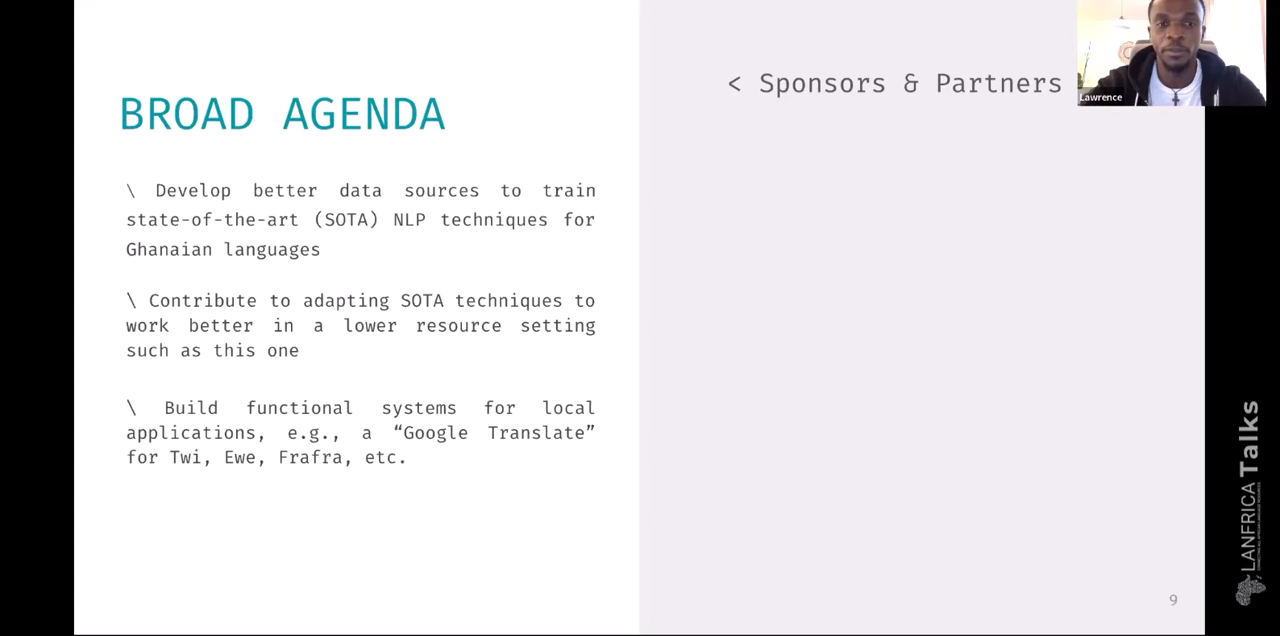 BROAD AGENDA
\ Develop better data sources to train
state-of-the-art (SOTA) NLP techniques for
Ghanaian languages
\ Contribute to adapting SOTA techniques to
work better in a lower resource setting
such as this one
\ Build functional systems for local
applications, e.g., a “Google Translate”
for Twi, Ewe, Frafra, etc.
< Sponsors & Partners
Lawrence
LANFRICA Talks
9